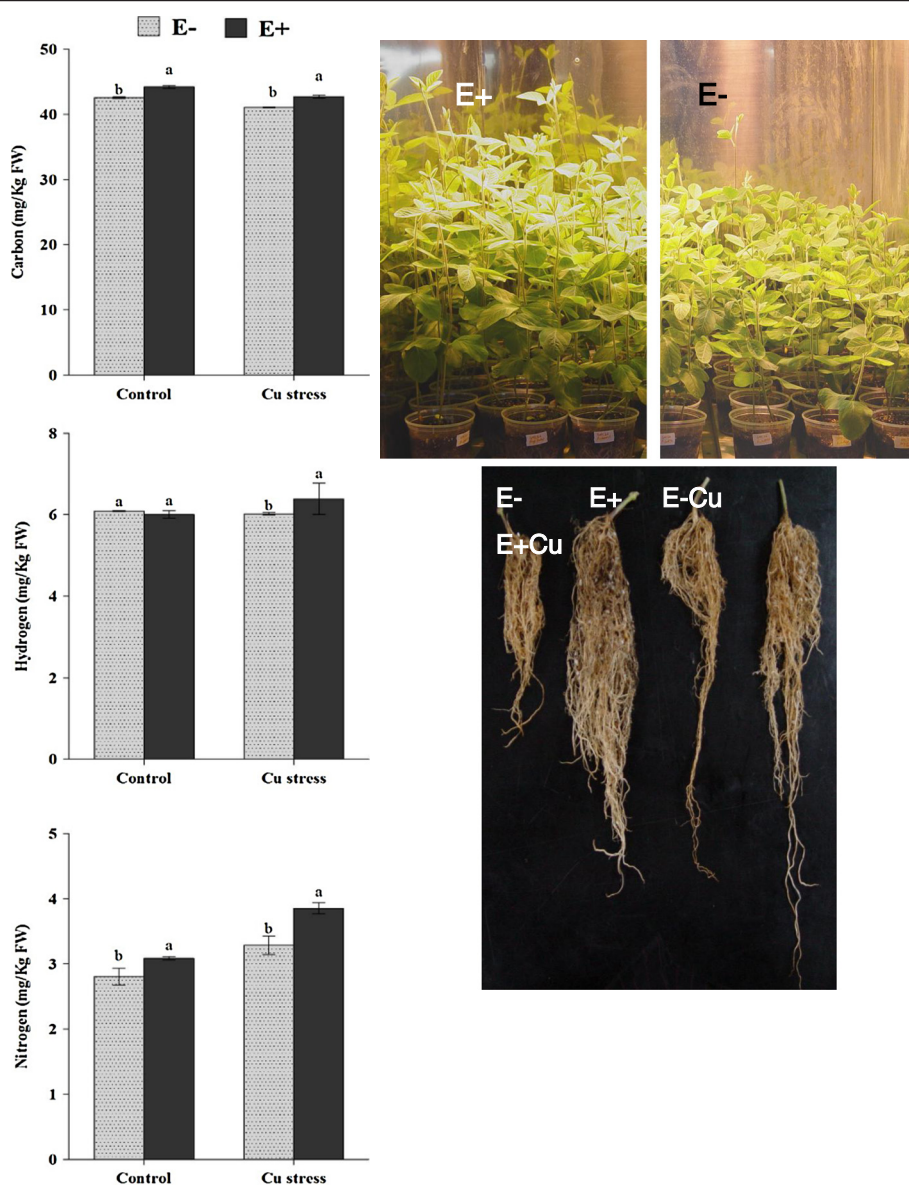 E- E+
50
40
30
20
10
0
Carbon (mg/Kg FW)
b a b a
Control Cu stress
E+
E-
8
6
4
2
0
Hydrogen (mg/Kg FW)
a a b a
Control Cu stress
E- E+ E-Cu
E+Cu
5
4
3
2
1
0
Nitrogen (mg/Kg FW)
b a b a
Control Cu stress